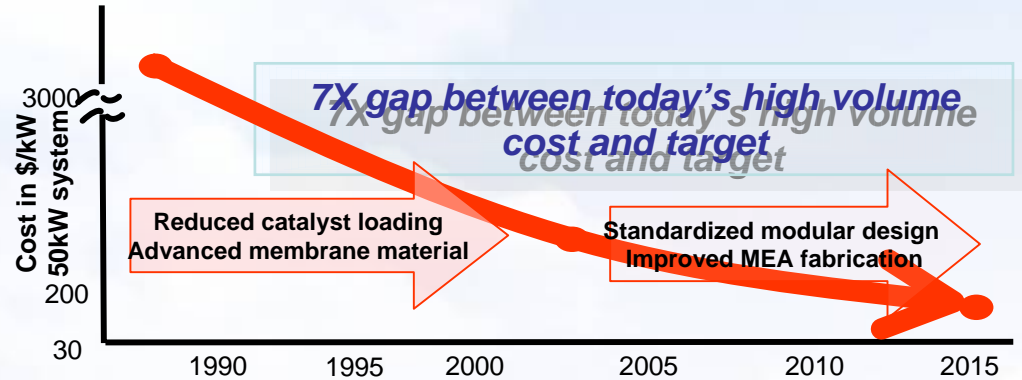 7X gap between today's high volume
cost and target
3000
Cost in $/kW
50kW system
Reduced catalyst loading
Advanced membrane material
Standardized modular design
Improved MEA fabrication
200
30
1990 1995 2000 2005 2010 2015